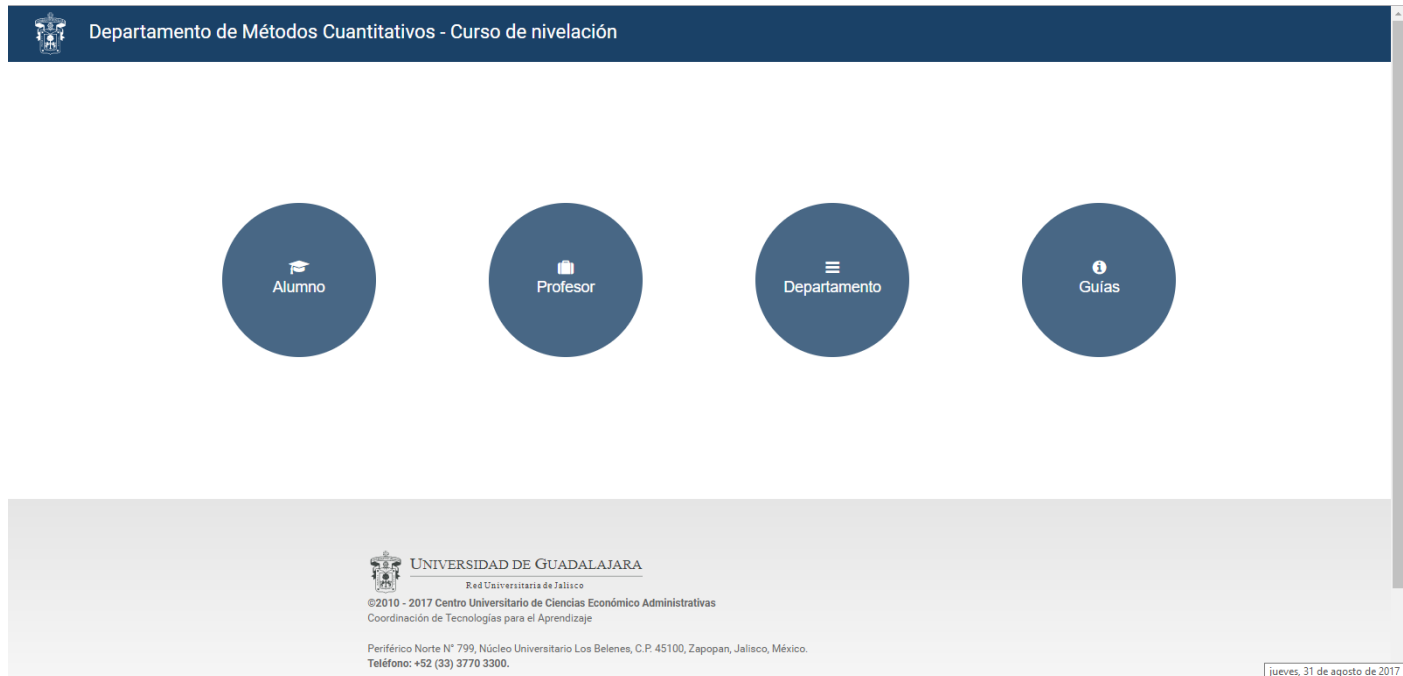 Departamento de Métodos Cuantitativos - Curso de nivelación
Alumno
Profesor
Departamento
Guías
UNIVERSIDAD DE GUADALAJARA
Red Universitaria de Jalisco
©2010 - 2017 Centro Universitario de Ciencias Económico Administrativas
Coordinación de Tecnologías para el Aprendizaje
Periférico Norte N° 799, Núcleo Universitario Los Belenes, C.P. 45100, Zapopan, Jalisco, México.
Teléfono: +52 (33) 3770 3300.
jueves, 31 de agosto de 2017